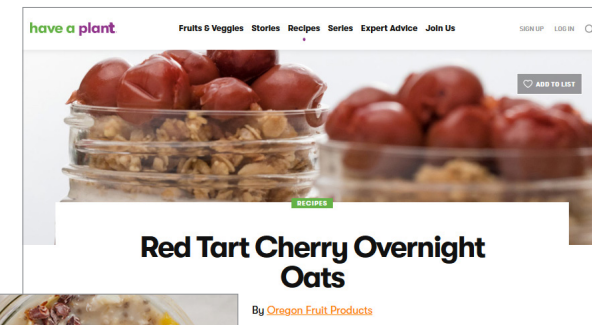 have a plant
Fruits & Veggies Stories Recipes Series Expert Advice Join Us
SIGN UP LOG IN
ADD TO LIST
RECIPES
Red Tart Cherry Overnight
Oats
By Oregon Fruit Products